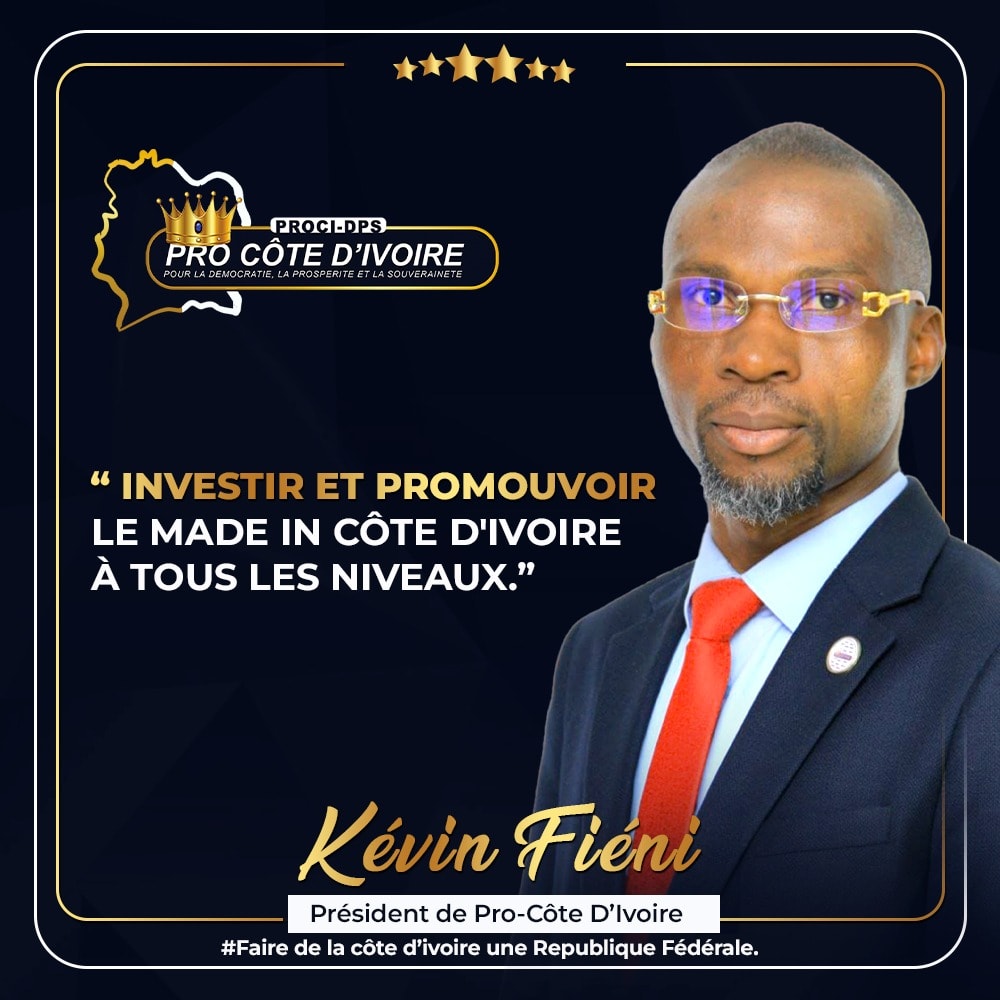 PROCI-DPS
PRO CÔTE D’IVOIRE
POUR LA DEMOCRATIE, LA PROSPERITE ET LA SOUVERAINETE
“ INVESTIR ET PROMOUVOIR
LE MADE IN CÔTE D'IVOIRE
À TOUS LES NIVEAUX.”
Kévin Fiéni
Président de Pro-Côte D’Ivoire
#Faire de la côte d’ivoire une Republique Fédérale.